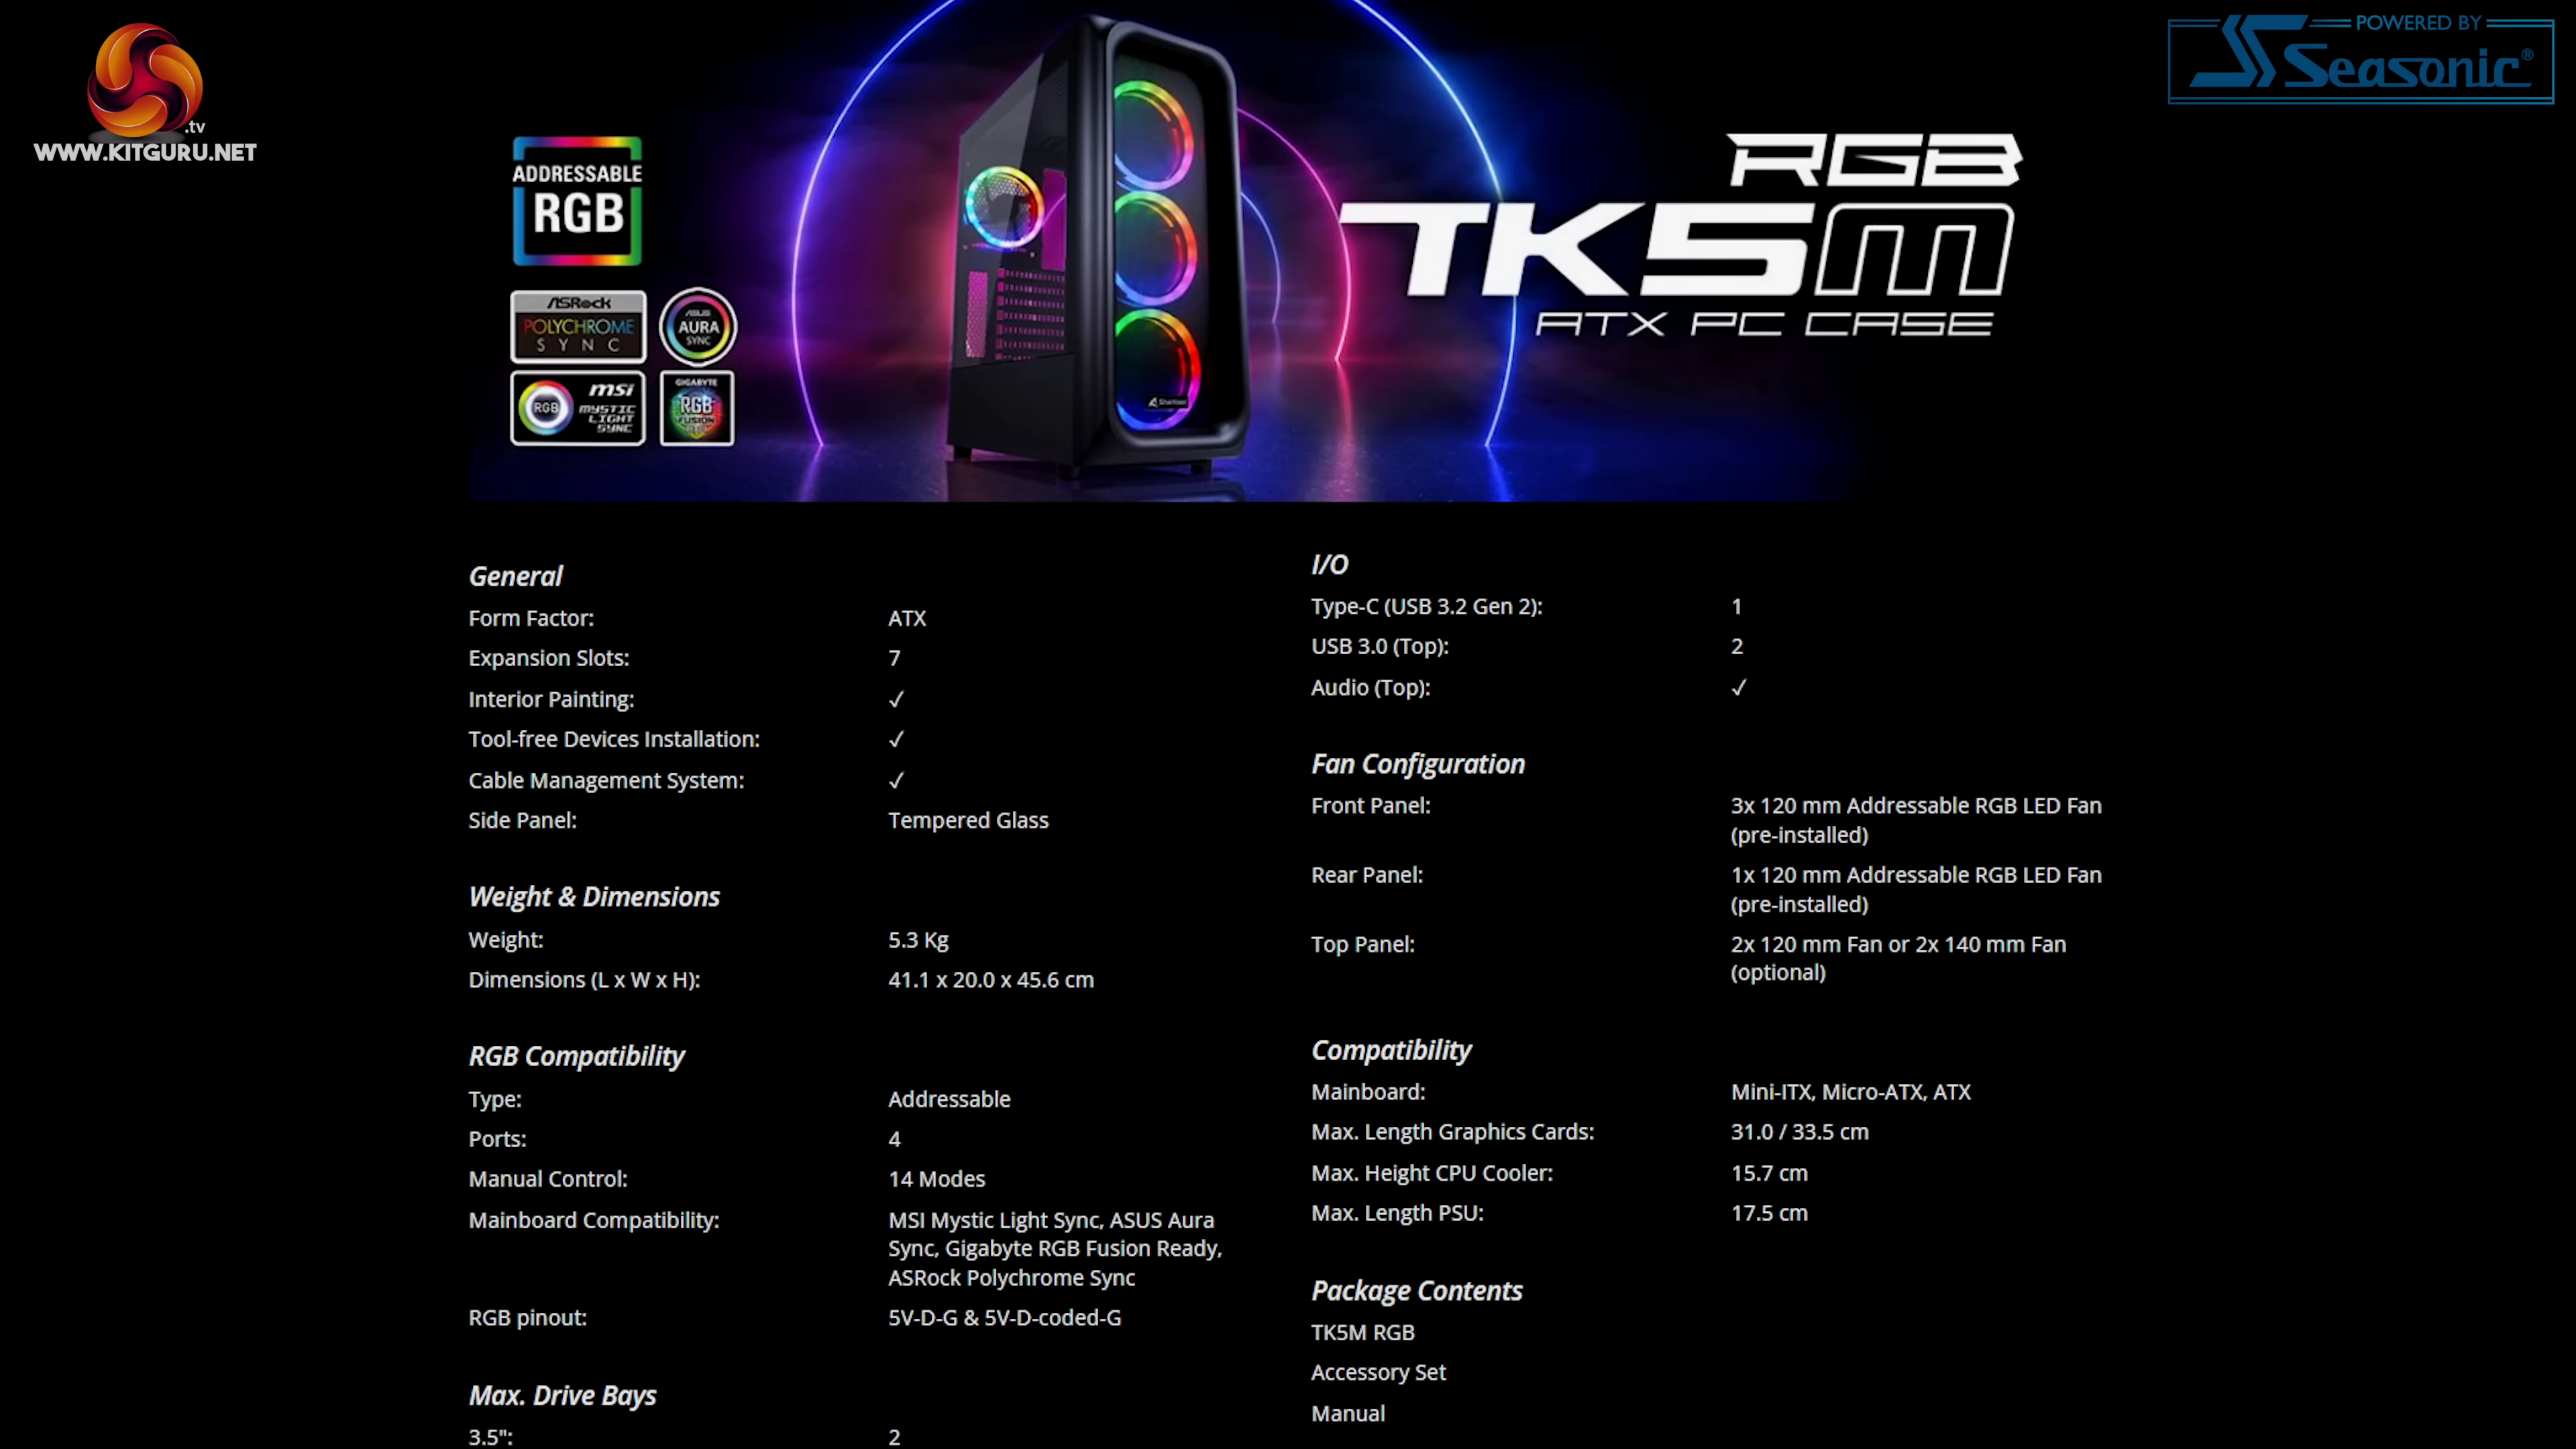 .tv
WWW.KITGURU.NET
POWERED BY
Seasonic®
ADDRESSABLE
RGB
ASRock
POLYCHROME
SYNC
ASUS
AURA
SYNC
RGB
msi
MYSTIC
LIGHT
SYNC
GIGABYTE
RGB
FUSION
Sharkoon
RGB
TK5M
ATX PC CASE
General
Form Factor: ATX
Expansion Slots: 7
Interior Painting: ✓
Tool-free Devices Installation: ✓
Cable Management System: ✓
Side Panel: Tempered Glass
Weight & Dimensions
Weight: 5.3 Kg
Dimensions (L x W x H): 41.1 x 20.0 x 45.6 cm
RGB Compatibility
Type: Addressable
Ports: 4
Manual Control: 14 Modes
Mainboard Compatibility: MSI Mystic Light Sync, ASUS Aura
Sync, Gigabyte RGB Fusion Ready,
ASRock Polychrome Sync
RGB pinout: 5V-D-G & 5V-D-coded-G
Max. Drive Bays
3.5": 2
I/O
Type-C (USB 3.2 Gen 2): 1
USB 3.0 (Top): 2
Audio (Top): ✓
Fan Configuration
Front Panel: 3x 120 mm Addressable RGB LED Fan
(pre-installed)
Rear Panel: 1x 120 mm Addressable RGB LED Fan
(pre-installed)
Top Panel: 2x 120 mm Fan or 2x 140 mm Fan
(optional)
Compatibility
Mainboard: Mini-ITX, Micro-ATX, ATX
Max. Length Graphics Cards: 31.0 / 33.5 cm
Max. Height CPU Cooler: 15.7 cm
Max. Length PSU: 17.5 cm
Package Contents
TK5M RGB
Accessory Set
Manual